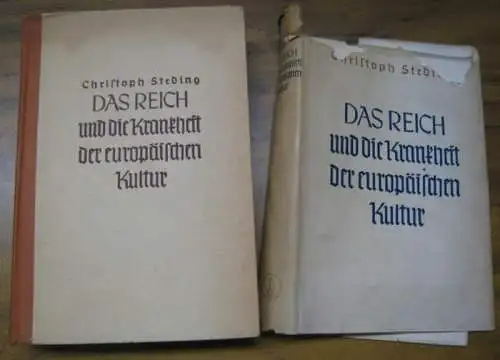 Christoph Steding
DAS REICH
und die Krankheit
der europäischen
Kultur
Christoph Steding
DAS REICH
und die Krankheit
der europäischen
Kultur
REICH